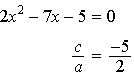 2x² − 7x − 5 = 0
c/a = −5/2